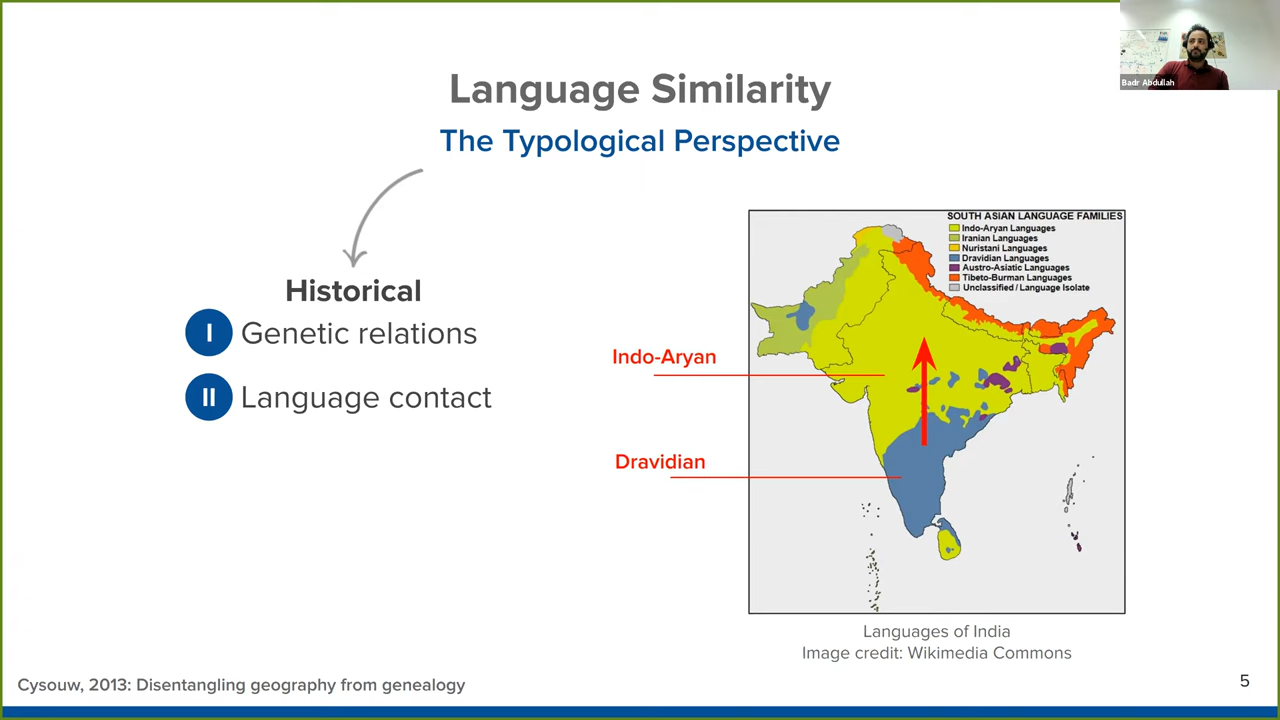 Badr Abdullah
Language Similarity
The Typological Perspective
Historical
I Genetic relations
II Language contact
SOUTH ASIAN LANGUAGE FAMILIES
Indo-Aryan Languages
Iranian Languages
Nuristani Languages
Dravidian Languages
Austro-Asiatic Languages
Tibeto-Burman Languages
Unclassified / Language Isolate
Indo-Aryan
Dravidian
Languages of India
Image credit: Wikimedia Commons
Cysouw, 2013: Disentangling geography from genealogy
5